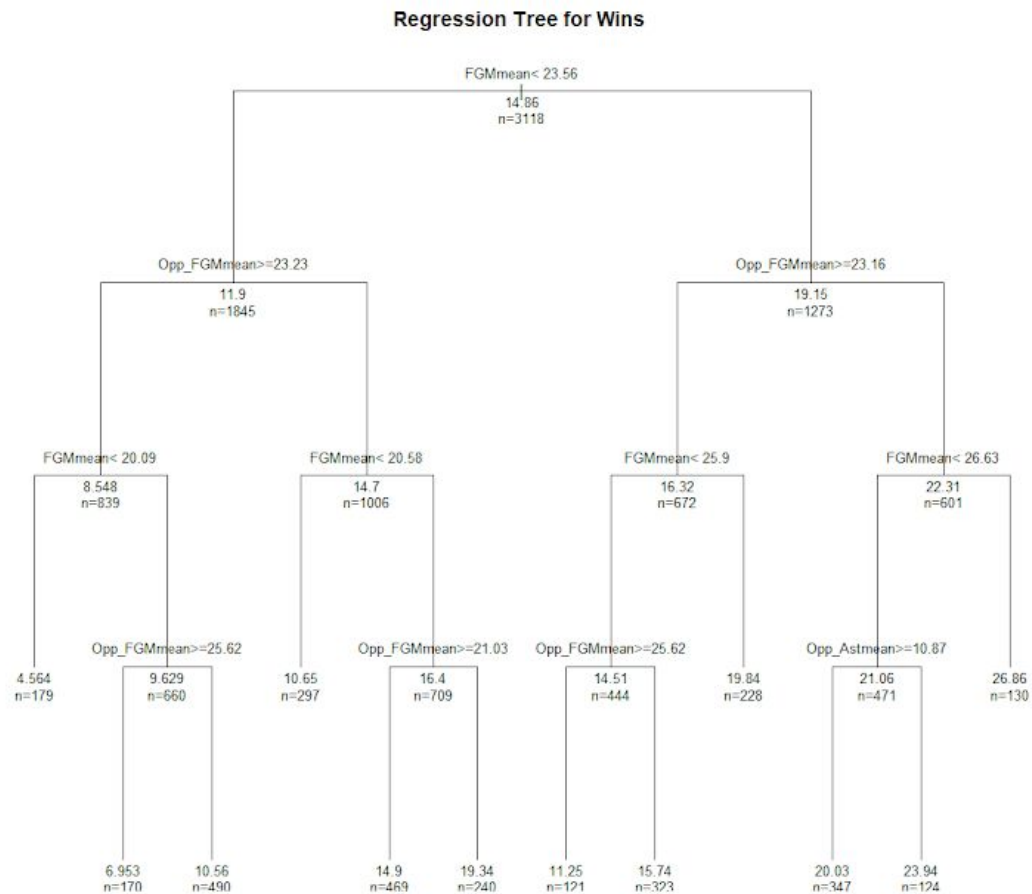 Regression Tree for Wins
FGMmean< 23.56
14.86
n=3118
Opp_FGMmean>=23.23
11.9
n=1845
Opp_FGMmean>=23.16
19.15
n=1273
FGMmean< 20.09
8.548
n=839
FGMmean< 20.58
14.7
n=1006
FGMmean< 25.9
16.32
n=672
FGMmean< 26.63
22.31
n=601
4.564
n=179
Opp_FGMmean>=25.62
9.629
n=660
10.65
n=297
Opp_FGMmean>=21.03
16.4
n=709
Opp_FGMmean>=25.62
14.51
n=444
19.84
n=228
Opp_Astmean>=10.87
21.06
n=471
26.86
n=130
6.953
n=170
10.56
n=490
14.9
n=469
19.34
n=240
11.25
n=121
15.74
n=323
20.03
n=347
23.94
n=124